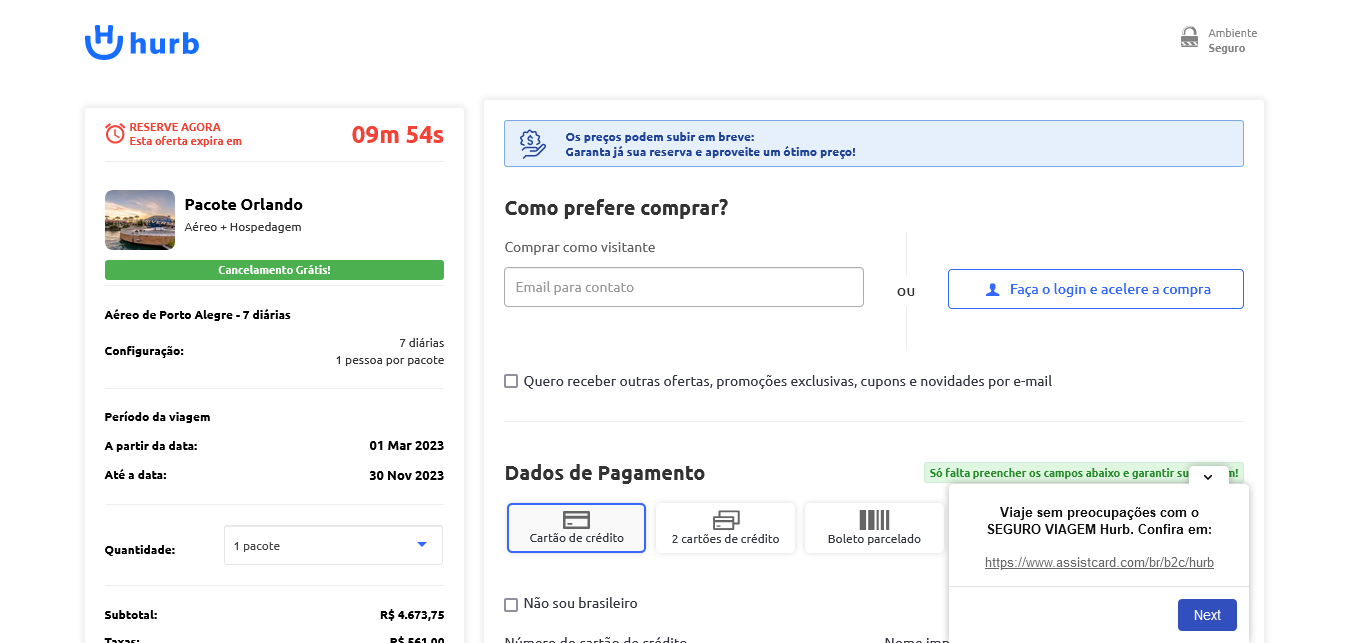 hurb
Ambiente
Seguro
RESERVE AGORA
Esta oferta expira em
09m 54s
Pacote Orlando
Aéreo + Hospedagem
Cancelamento Grátis!
Aéreo de Porto Alegre - 7 diárias
Configuração:
7 diárias
1 pessoa por pacote
Período da viagem
A partir da data: 01 Mar 2023
Até a data: 30 Nov 2023
Quantidade: 1 pacote
Subtotal: R$ 4.673,75
Taxas: R$ 561,00
Os preços podem subir em breve:
Garanta já sua reserva e aproveite um ótimo preço!
Como prefere comprar?
Comprar como visitante
Email para contato
ou
Faça o login e acelere a compra
Quero receber outras ofertas, promoções exclusivas, cupons e novidades por e-mail
Dados de Pagamento
Só falta preencher os campos abaixo e garantir
Cartão de crédito
2 cartões de crédito
Boleto parcelado
Não sou brasileiro
Número do cartão de crédito
Nome
Viaje sem preocupações com o
SEGURO VIAGEM Hurb. Confira em:
https://www.assistcard.com/br/b2c/hurb
Next